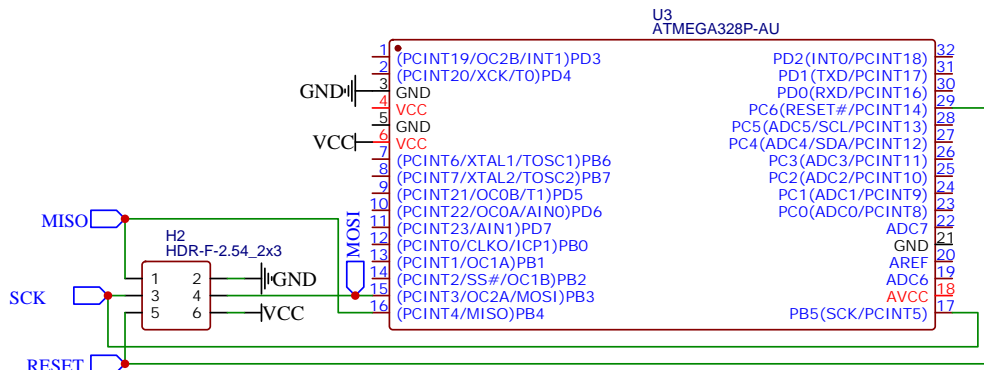 U3
ATMEGA328P-AU
1 (PCINT19/OC2B/INT1)PD3 PD2(INT0/PCINT18) 32
2 (PCINT20/XCK/T0)PD4 PD1(TXD/PCINT17) 31
GND 3 GND PD0(RXD/PCINT16) 30
4 VCC PC6(RESET#/PCINT14) 29
5 GND PC5(ADC5/SCL/PCINT13) 28
VCC 6 VCC PC4(ADC4/SDA/PCINT12) 27
7 (PCINT6/XTAL1/TOSC1)PB6 PC3(ADC3/PCINT11) 26
8 (PCINT7/XTAL2/TOSC2)PB7 PC2(ADC2/PCINT10) 25
9 (PCINT21/OC0B/T1)PD5 PC1(ADC1/PCINT9) 24
10 (PCINT22/OC0A/AIN0)PD6 PC0(ADC0/PCINT8) 23
11 (PCINT23/AIN1)PD7 ADC7 22
12 (PCINT0/CLKO/ICP1)PB0 GND 21
13 (PCINT1/OC1A)PB1 AREF 20
14 (PCINT2/SS#/OC1B)PB2 ADC6 19
15 (PCINT3/OC2A/MOSI)PB3 AVCC 18
16 (PCINT4/MISO)PB4 PB5(SCK/PCINT5) 17
MISO
MOSI
H2
HDR-F-2.54_2x3
1 2 GND
SCK 3 4
5 6 VCC
RESET